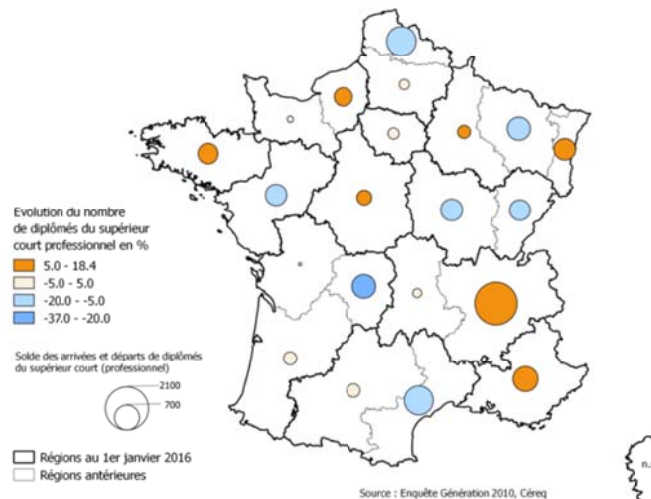 Evolution du nombre
de diplômés du supérieur
court professionnel en %
5.0 - 18.4
-5.0 - 5.0
-20.0 - -5.0
-37.0 - -20.0
Solde des arrivées et départs de diplômés
du supérieur court (professionnel)
2100
700
Régions au 1er janvier 2016
Régions antérieures
n.
Source : Enquête Génération 2010, Céreq